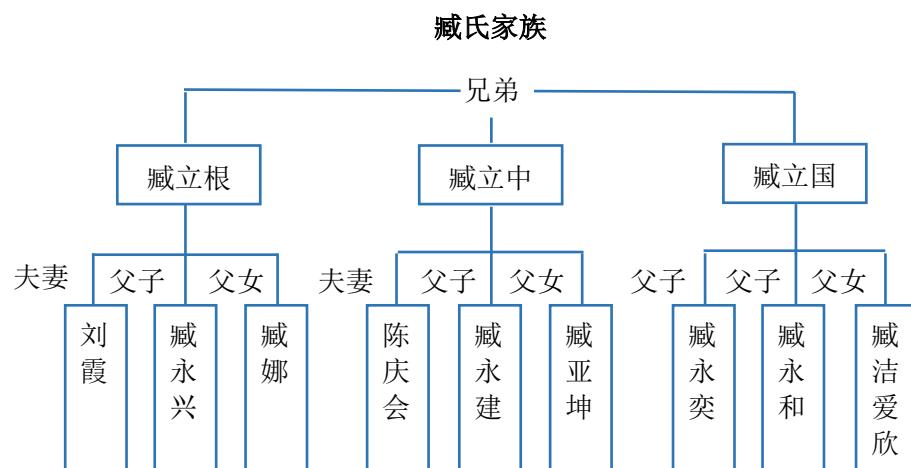 臧氏家族
兄弟
臧立根
臧立中
臧立国
夫妻
父子
父女
夫妻
父子
父女
父子
父子
父女
刘霞
臧永兴
臧娜
陈庆会
臧永建
臧亚坤
臧永奕
臧永和
臧洁爱欣